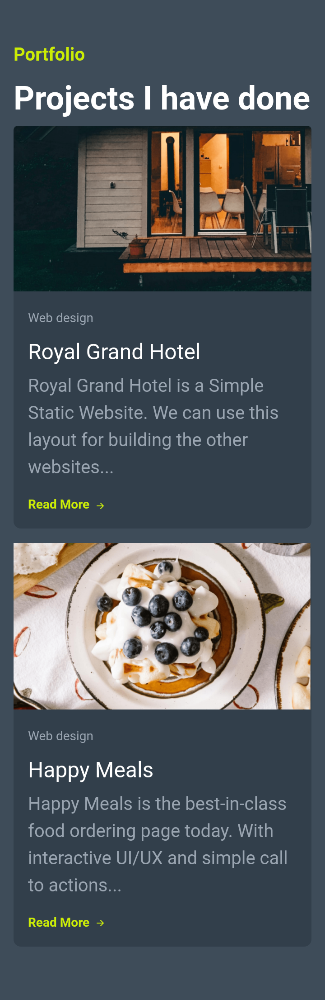 Portfolio
Projects I have done
Web design
Royal Grand Hotel
Royal Grand Hotel is a Simple
Static Website. We can use this
layout for building the other
websites...
Read More →
Web design
Happy Meals
Happy Meals is the best-in-class
food ordering page today. With
interactive UI/UX and simple call
to actions...
Read More →